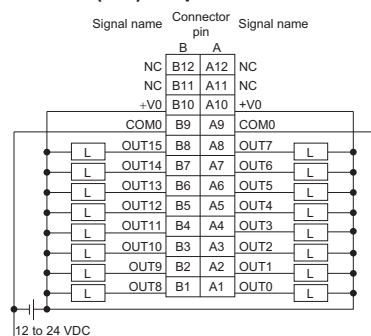 Signal name Connector pin Signal name
B A
NC B12 A12 NC
NC B11 A11 NC
+V0 B10 A10 +V0
COM0 B9 A9 COM0
L OUT15 B8 A8 OUT7 L
L OUT14 B7 A7 OUT6 L
L OUT13 B6 A6 OUT5 L
L OUT12 B5 A5 OUT4 L
L OUT11 B4 A4 OUT3 L
L OUT10 B3 A3 OUT2 L
L OUT9 B2 A2 OUT1 L
L OUT8 B1 A1 OUT0 L
12 to 24 VDC